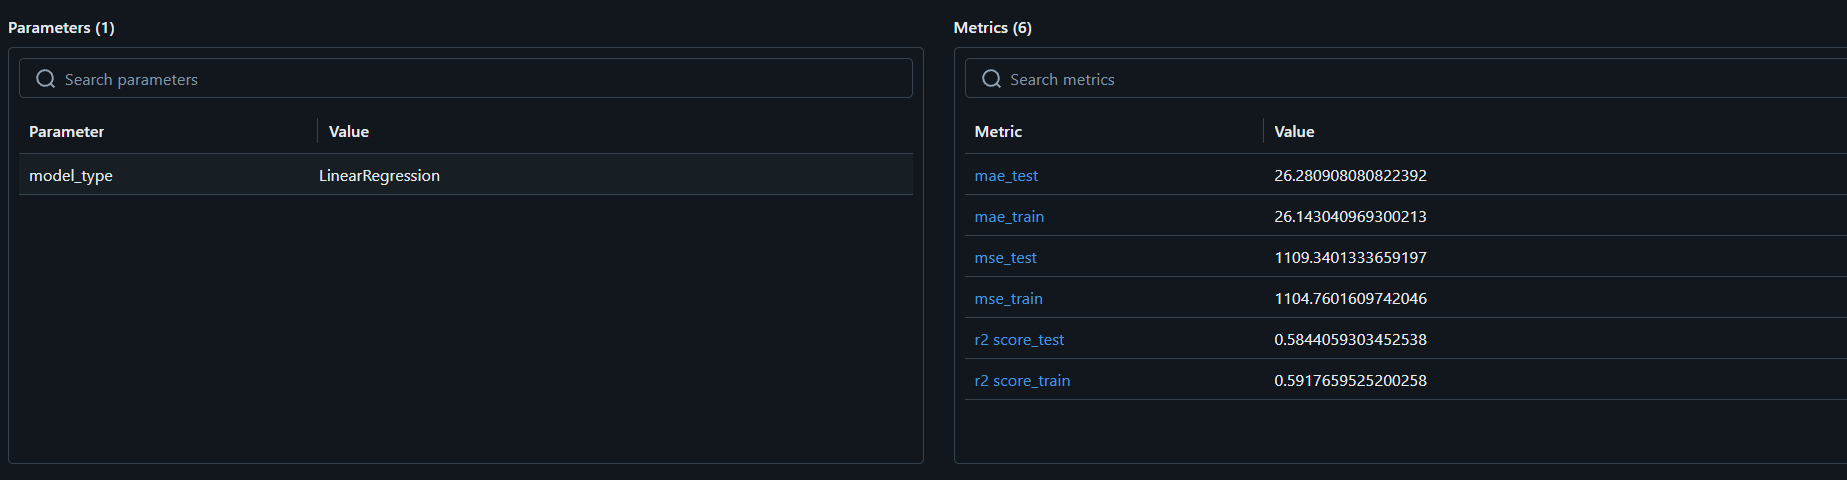 Parameters (1)
Search parameters
Parameter Value
model_type LinearRegression
Metrics (6)
Search metrics
Metric Value
mae_test 26.280908080822392
mae_train 26.143040969300213
mse_test 1109.3401333659197
mse_train 1104.7601609742046
r2 score_test 0.5844059303452538
r2 score_train 0.5917659525200258